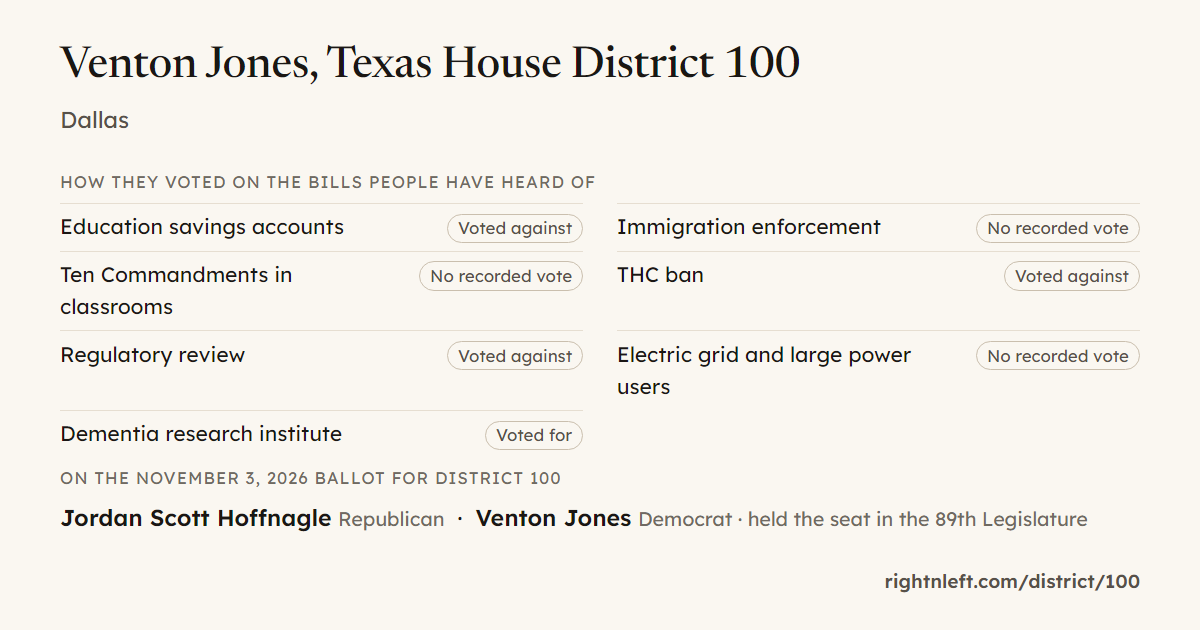 Venton Jones, Texas House District 100
Dallas
HOW THEY VOTED ON THE BILLS PEOPLE HAVE HEARD OF
Education savings accounts Voted against
Immigration enforcement No recorded vote
Ten Commandments in No recorded vote
classrooms
THC ban Voted against
Regulatory review Voted against
Electric grid and large power No recorded vote
users
Dementia research institute Voted for
ON THE NOVEMBER 3, 2026 BALLOT FOR DISTRICT 100
Jordan Scott Hoffnagle Republican · Venton Jones Democrat · held the seat in the 89th Legislature
rightnleft.com/district/100